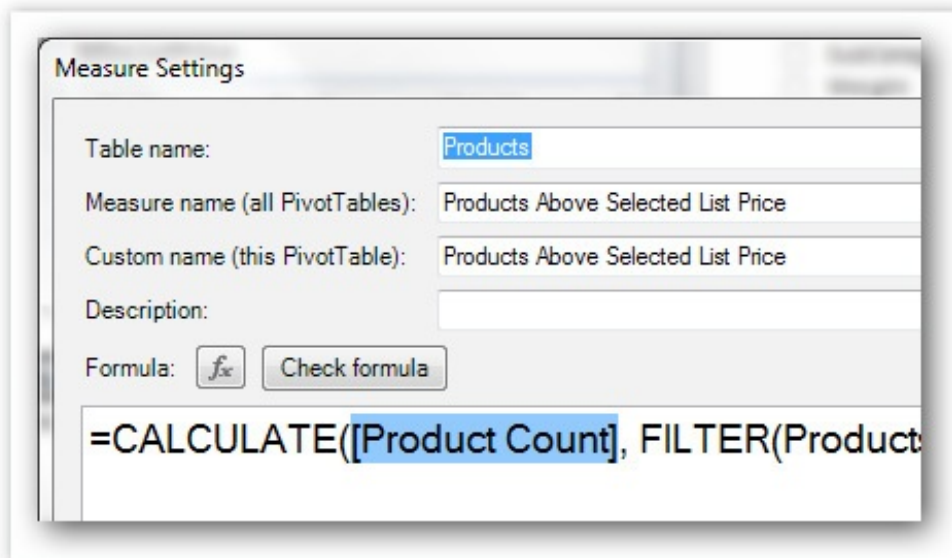 Measure Settings
Table name: Products
Measure name (all PivotTables): Products Above Selected List Price
Custom name (this PivotTable): Products Above Selected List Price
Description:
Formula: fx Check formula
=CALCULATE([Product Count], FILTER(Products